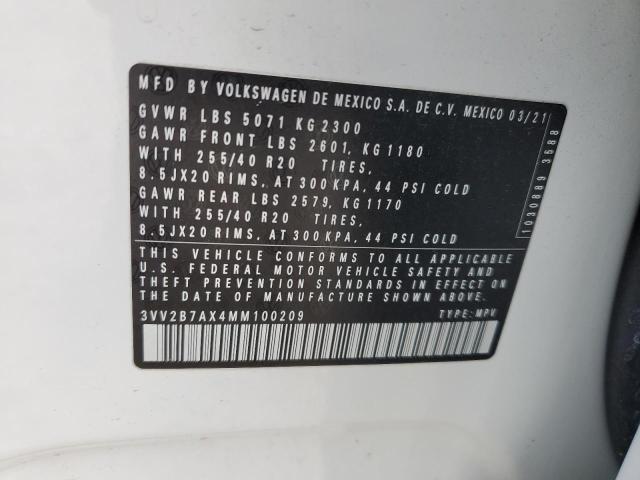 MFD BY VOLKSWAGEN DE MEXICO S.A. DE C.V. MEXICO 03/21
GVWR LBS 5071 KG 2300
GAWR FRONT LBS 2601, KG 1180
WITH 255/40 R20 TIRES,
8.5JX20 RIMS, AT 300 KPA, 44 PSI COLD
GAWR REAR LBS 2579, KG 1170
WITH 255/40 R20 TIRES,
8.5JX20 RIMS, AT 300 KPA, 44 PSI COLD
THIS VEHICLE CONFORMS TO ALL APPLICABLE
U.S. FEDERAL MOTOR VEHICLE SAFETY AND
THEFT PREVENTION STANDARDS IN EFFECT ON
THE DATE OF MANUFACTURE SHOWN ABOVE.
3VV2B7AX4MM100209 TYPE: MPV
1030889 3588